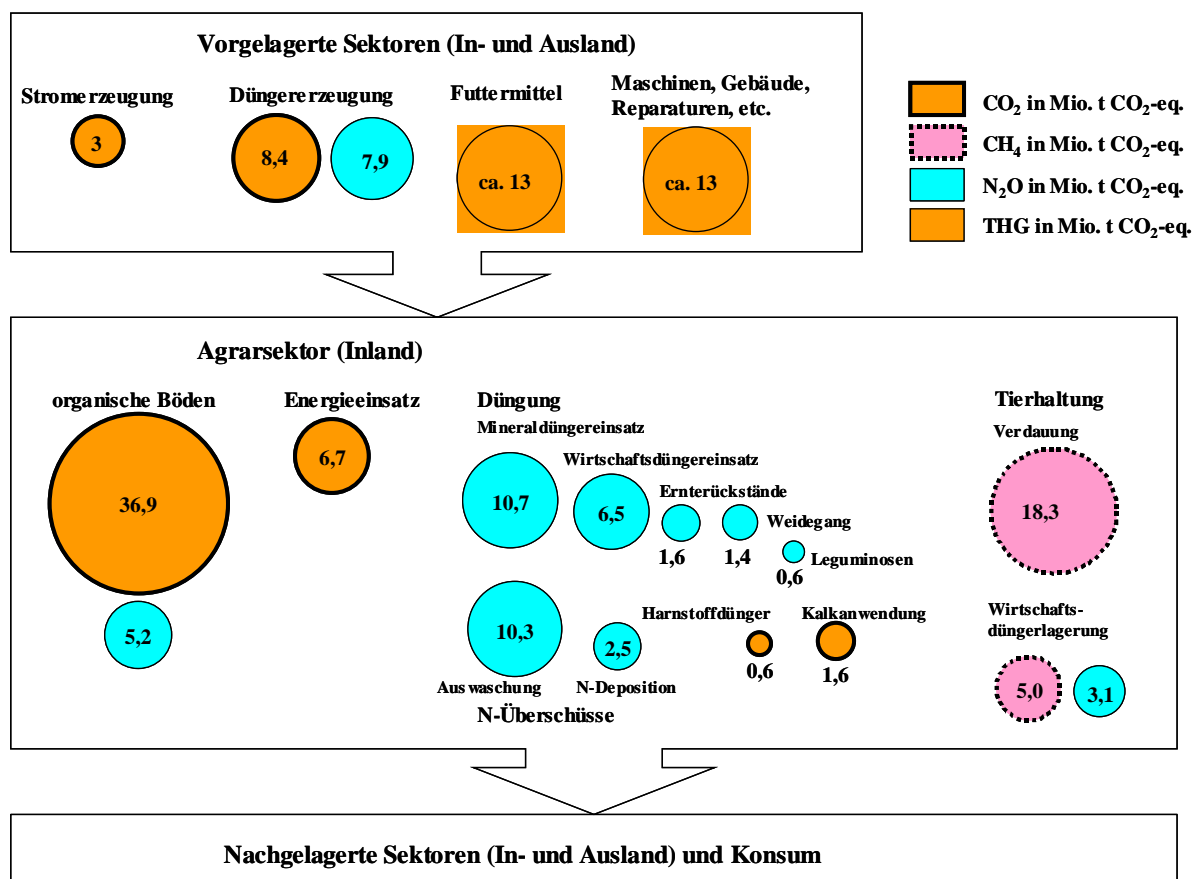 Vorgelagerte Sektoren (In- und Ausland)
Stromerzeugung
Düngererzeugung
Futtermittel
Maschinen, Gebäude,
Reparaturen, etc.
3
8,4
7,9
ca. 13
ca. 13
CO₂ in Mio. t CO₂-eq.
CH₄ in Mio. t CO₂-eq.
N₂O in Mio. t CO₂-eq.
THG in Mio. t CO₂-eq.
Agrarsektor (Inland)
organische Böden
36,9
5,2
Energieeinsatz
6,7
Düngung
Mineraldüngereinsatz
10,7
Wirtschaftsdüngereinsatz
6,5
Ernterückstände
1,6
Weidegang
1,4
Leguminosen
0,6
10,3
Auswaschung
2,5
N-Deposition
N-Überschüsse
Harnstoffdünger
0,6
Kalkanwendung
1,6
Tierhaltung
Verdauung
18,3
Wirtschafts-
düngerlagerung
5,0
3,1
Nachgelagerte Sektoren (In- und Ausland) und Konsum